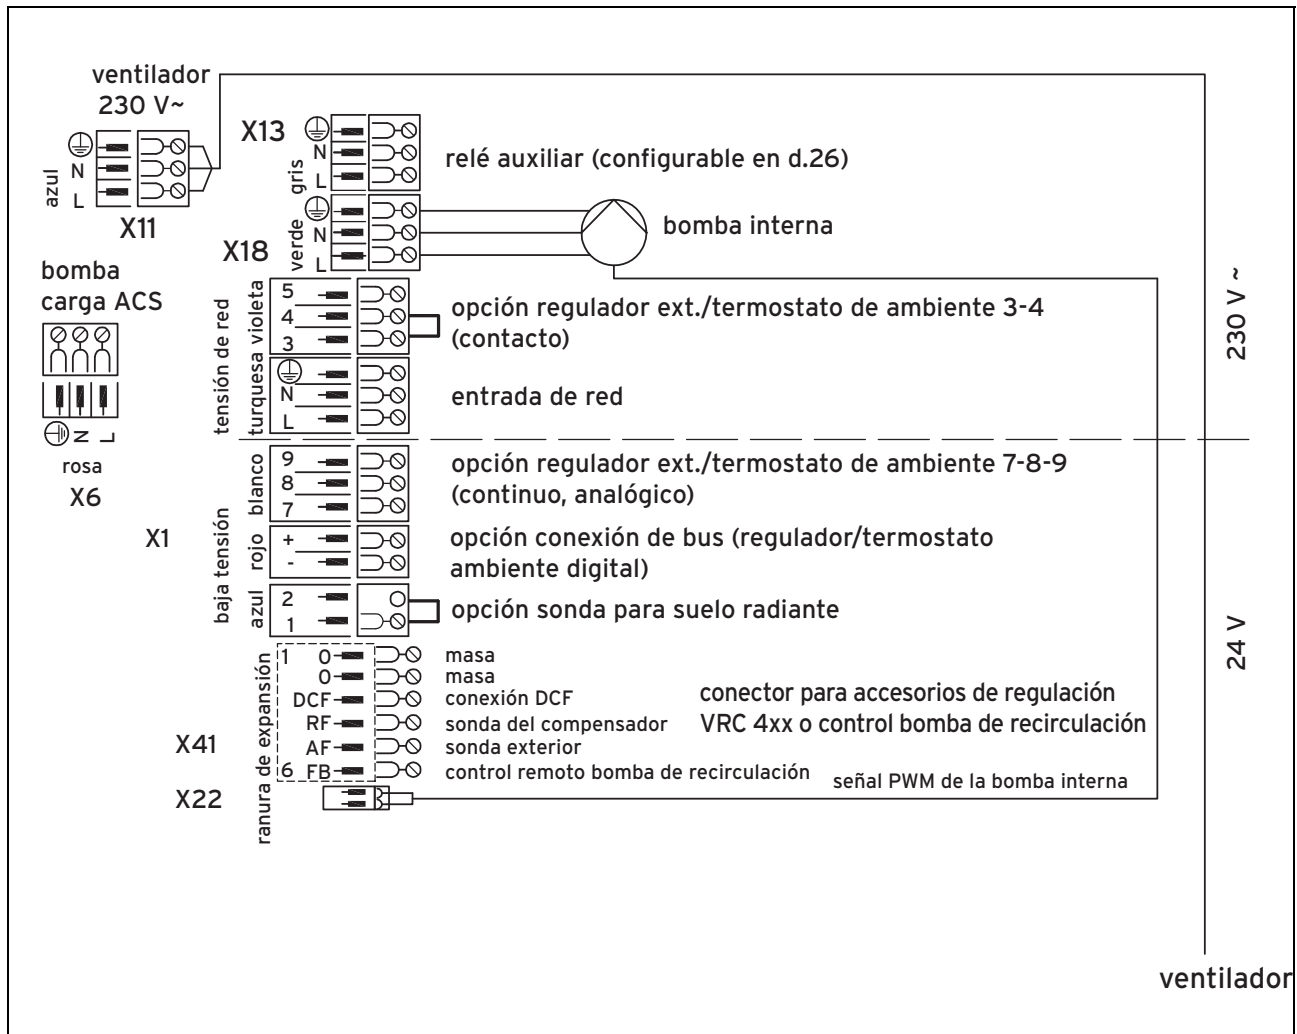 ventilador
230 V~
azul
N
L
X11
X13
gris
N
L
relé auxiliar (configurable en d.26)
X18
verde
N
L
bomba interna
bomba
carga ACS
N
L
rosa
X6
tensión de red
violeta
5
4
3
opción regulador ext./termostato de ambiente 3-4
(contacto)
turquesa
N
L
entrada de red
230 V ~
X1
baja tensión
blanco
9
8
7
opción regulador ext./termostato de ambiente 7-8-9
(continuo, analógico)
rojo
+
-
opción conexión de bus (regulador/termostato
ambiente digital)
azul
2
1
opción sonda para suelo radiante
24 V
ranura de expansión
X41
1 0 masa
0 masa
DCF conexión DCF
RF sonda del compensador
AF sonda exterior
6 FB control remoto bomba de recirculación
conector para accesorios de regulación
VRC 4xx o control bomba de recirculación
X22
señal PWM de la bomba interna
ventilador